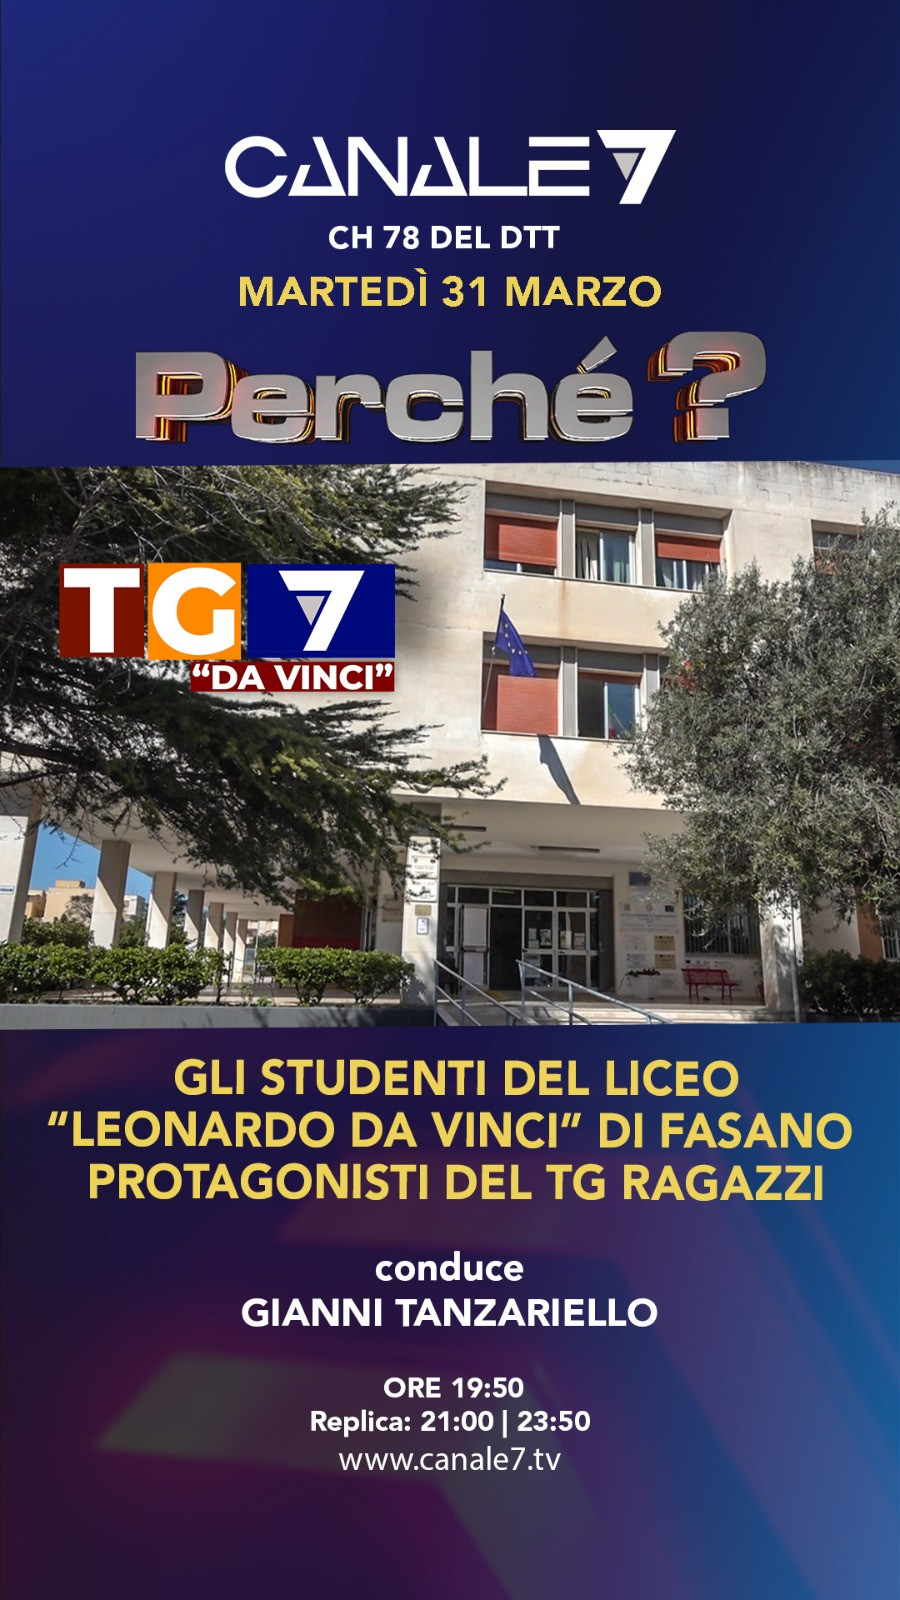 CANALE 7
CH 78 DEL DTT
MARTEDÌ 31 MARZO
Perché?
TG 7
“DA VINCI”
GLI STUDENTI DEL LICEO
“LEONARDO DA VINCI” DI FASANO
PROTAGONISTI DEL TG RAGAZZI
conduce
GIANNI TANZARIELLO
ORE 19:50
Replica: 21:00 | 23:50
www.canale7.tv